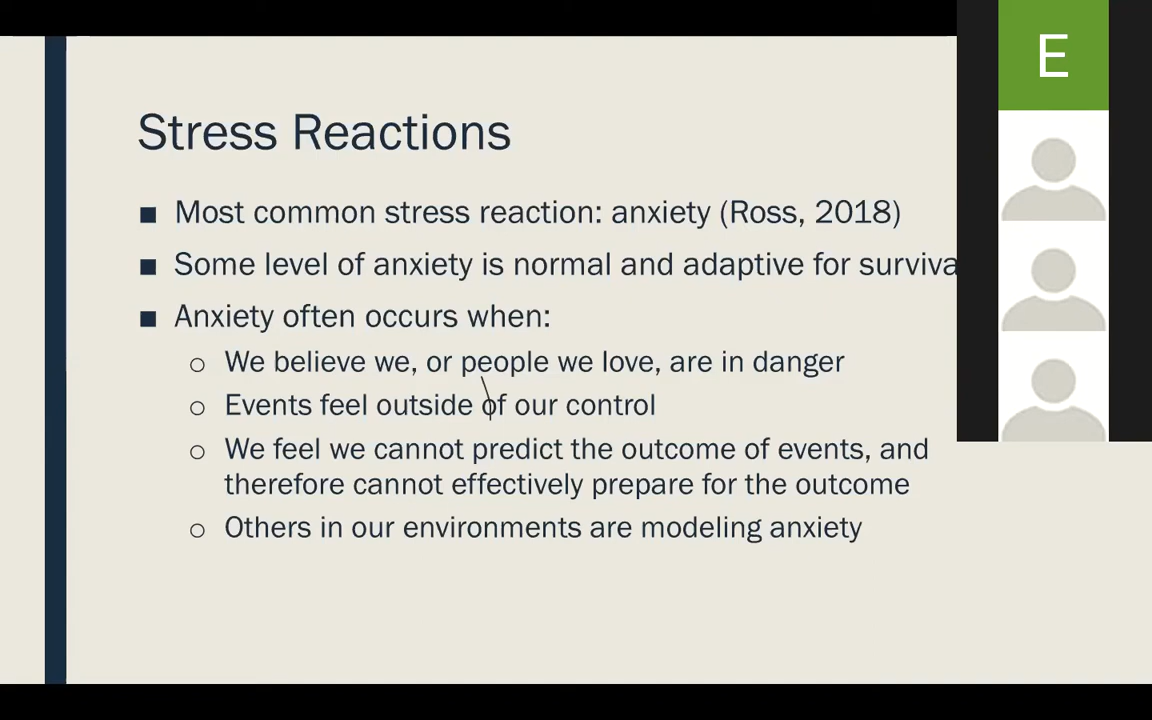 Stress Reactions
■ Most common stress reaction: anxiety (Ross, 2018)
■ Some level of anxiety is normal and adaptive for surviva
■ Anxiety often occurs when:
o We believe we, or people we love, are in danger
o Events feel outside of our control
o We feel we cannot predict the outcome of events, and
therefore cannot effectively prepare for the outcome
o Others in our environments are modeling anxiety
E